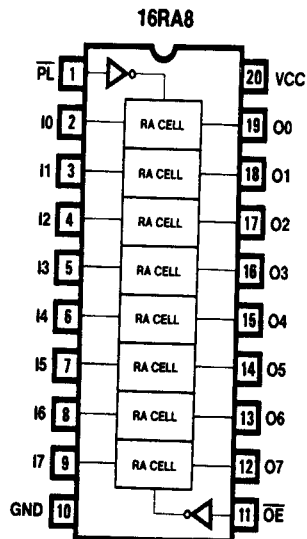 16RA8
P̅L̅ 1 20 VCC
I0 2 RA CELL 19 O0
I1 3 RA CELL 18 O1
I2 4 RA CELL 17 O2
I3 5 RA CELL 16 O3
I4 6 RA CELL 15 O4
I5 7 RA CELL 14 O5
I6 8 RA CELL 13 O6
I7 9 RA CELL 12 O7
GND 10 11 O̅E̅